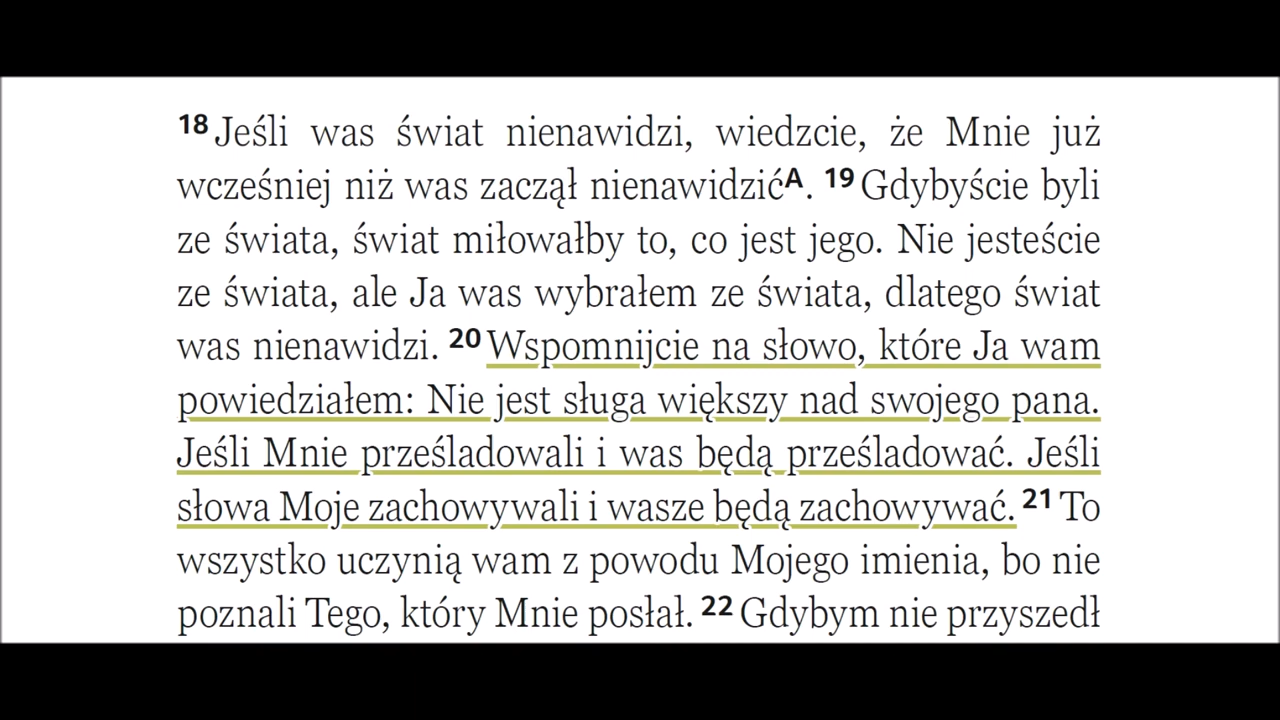 18 Jeśli was świat nienawidzi, wiedzcie, że Mnie już
wcześniej niż was zaczął nienawidzićA. 19 Gdybyście byli
ze świata, świat miłowałby to, co jest jego. Nie jesteście
ze świata, ale Ja was wybrałem ze świata, dlatego świat
was nienawidzi. 20 Wspomnijcie na słowo, które Ja wam
powiedziałem: Nie jest sługa większy nad swojego pana.
Jeśli Mnie prześladowali i was będą prześladować. Jeśli
słowa Moje zachowywali i wasze będą zachowywać. 21 To
wszystko uczynią wam z powodu Mojego imienia, bo nie
poznali Tego, który Mnie posłał. 22 Gdybym nie przyszedł